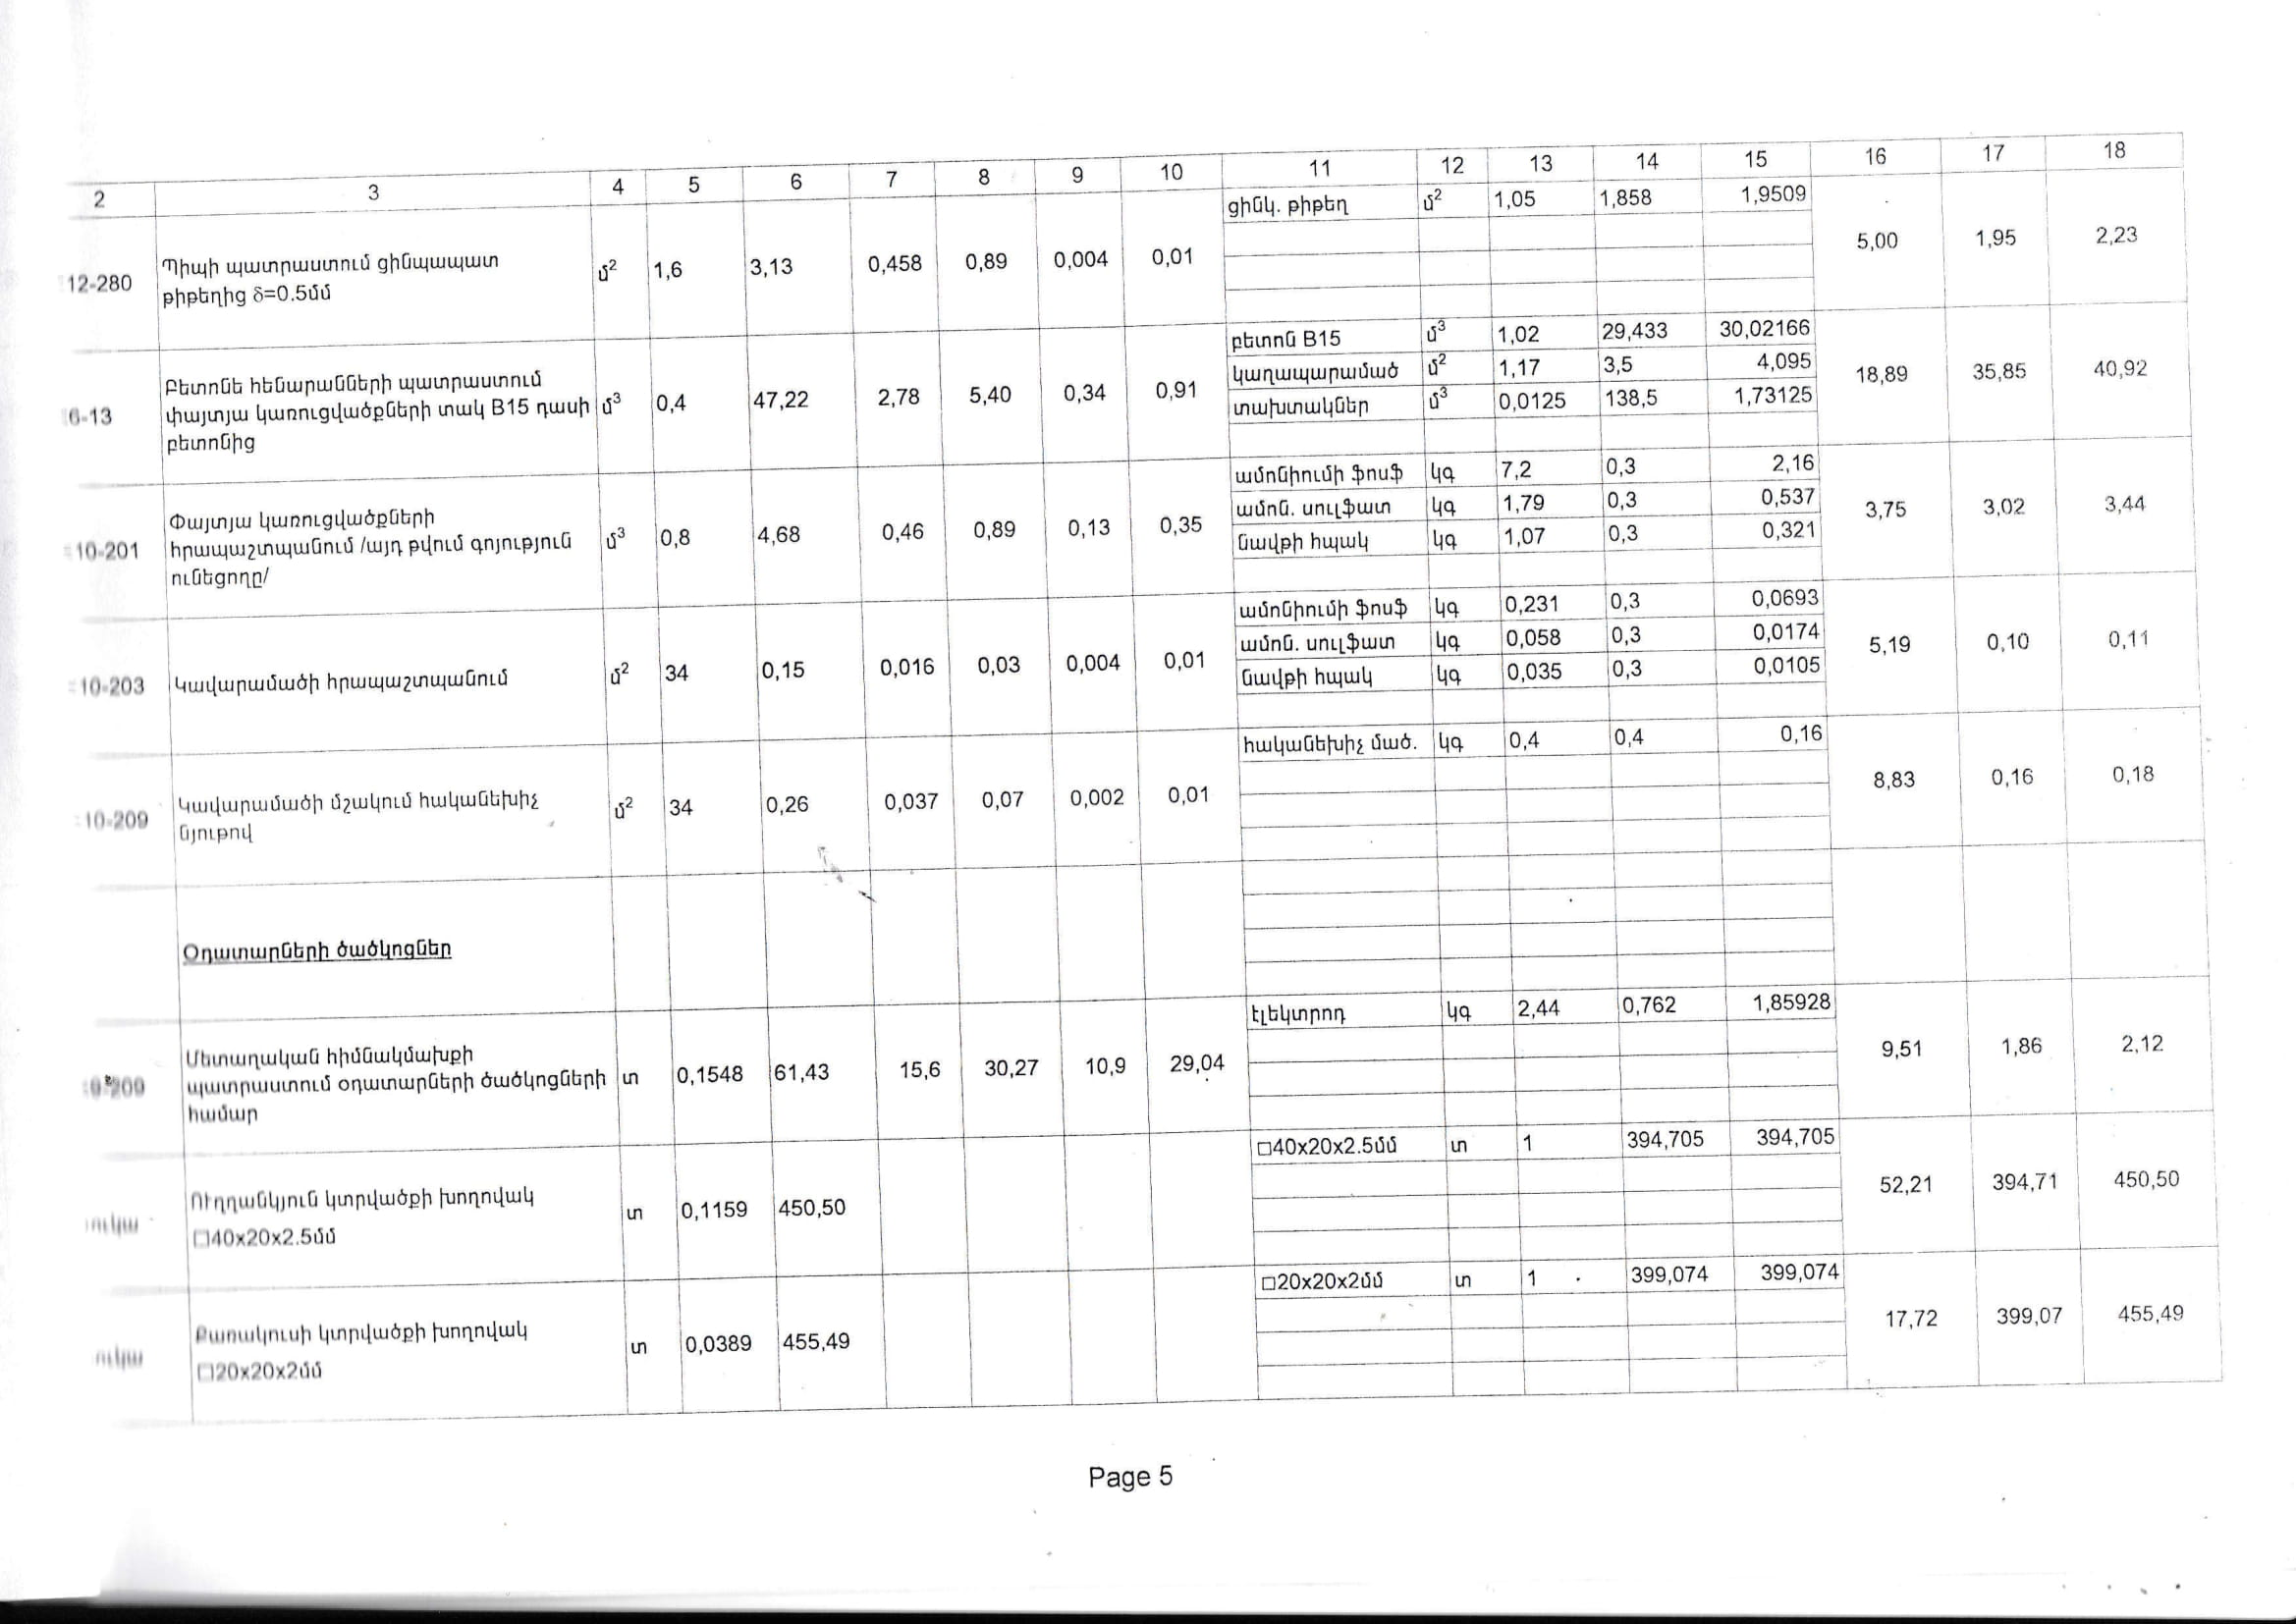 2 3 4 5 6 7 8 9 10 11 12 13 14 15 16 17 18
12-280 Պիպի պատրաստում ցինպապատ թիթեղից δ=0.5մմ մ² 1,6 3,13 0,458 0,89 0,004 0,01 ցինկ. թիթեղ մ² 1,05 1,858 1,9509 5,00 1,95 2,23
6-13 Բետոնե հենարանների պատրաստում փայտյա կառուցվածքների տակ B15 դասի բետոնից մ³ 0,4 47,22 2,78 5,40 0,34 0,91 բետոն B15 մ³ 1,02 29,433 30,02166 18,89 35,85 40,92
կաղապարամած մ² 1,17 3,5 4,095
տախտակներ մ³ 0,0125 138,5 1,73125
10-201 Փայտյա կառուցվածքների հրապաշտպանում /այդ թվում գոյություն ունեցողը/ մ³ 0,8 4,68 0,46 0,89 0,13 0,35 ամոնիումի ֆոսֆ կգ 7,2 0,3 2,16 3,75 3,02 3,44
ամոն. սուլֆատ կգ 1,79 0,3 0,537
նավթի հպակ կգ 1,07 0,3 0,321
10-203 Կավարամածի հրապաշտպանում մ² 34 0,15 0,016 0,03 0,004 0,01 ամոնիումի ֆոսֆ կգ 0,231 0,3 0,0693 5,19 0,10 0,11
ամոն. սուլֆատ կգ 0,058 0,3 0,0174
նավթի հպակ կգ 0,035 0,3 0,0105
10-209 Կավարամածի մշակում հականեխիչ նյութով մ² 34 0,26 0,037 0,07 0,002 0,01 հականեխիչ մած. կգ 0,4 0,4 0,16 8,83 0,16 0,18
Օդատարների ծածկոցներ
Մետաղական հիմնակմախքի պատրաստում օդատարների ծածկոցների համար տ 0,1548 61,43 15,6 30,27 10,9 29,04 էլեկտրոդ կգ 2,44 0,762 1,85928 9,51 1,86 2,12
Ուղղանկյուն կտրվածքի խողովակ □40x20x2.5մմ տ 0,1159 450,50 □40x20x2.5մմ տ 1 394,705 394,705 52,21 394,71 450,50
Քառակուսի կտրվածքի խողովակ □20x20x2մմ տ 0,0389 455,49 □20x20x2մմ տ 1 399,074 399,074 17,72 399,07 455,49
Page 5